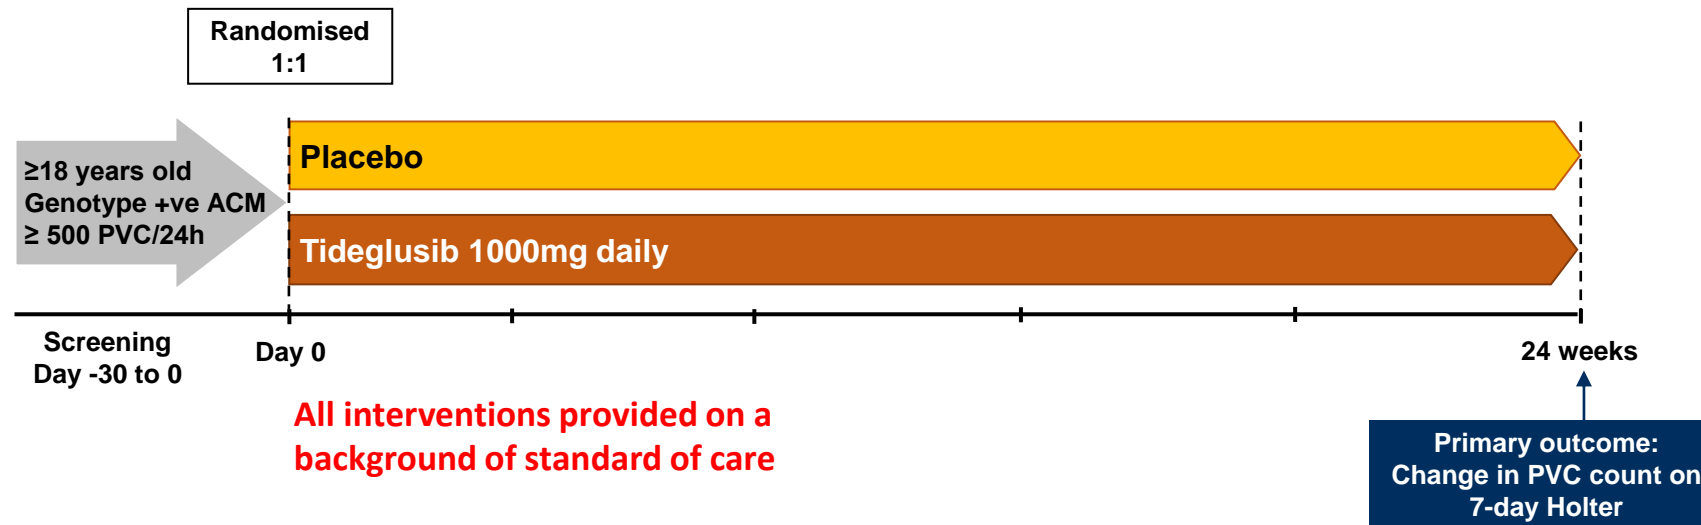 Randomised
1:1
≥18 years old
Genotype +ve ACM
≥ 500 PVC/24h
Placebo
Tideglusib 1000mg daily
Screening
Day -30 to 0
Day 0
24 weeks
All interventions provided on a
background of standard of care
Primary outcome:
Change in PVC count on
7-day Holter